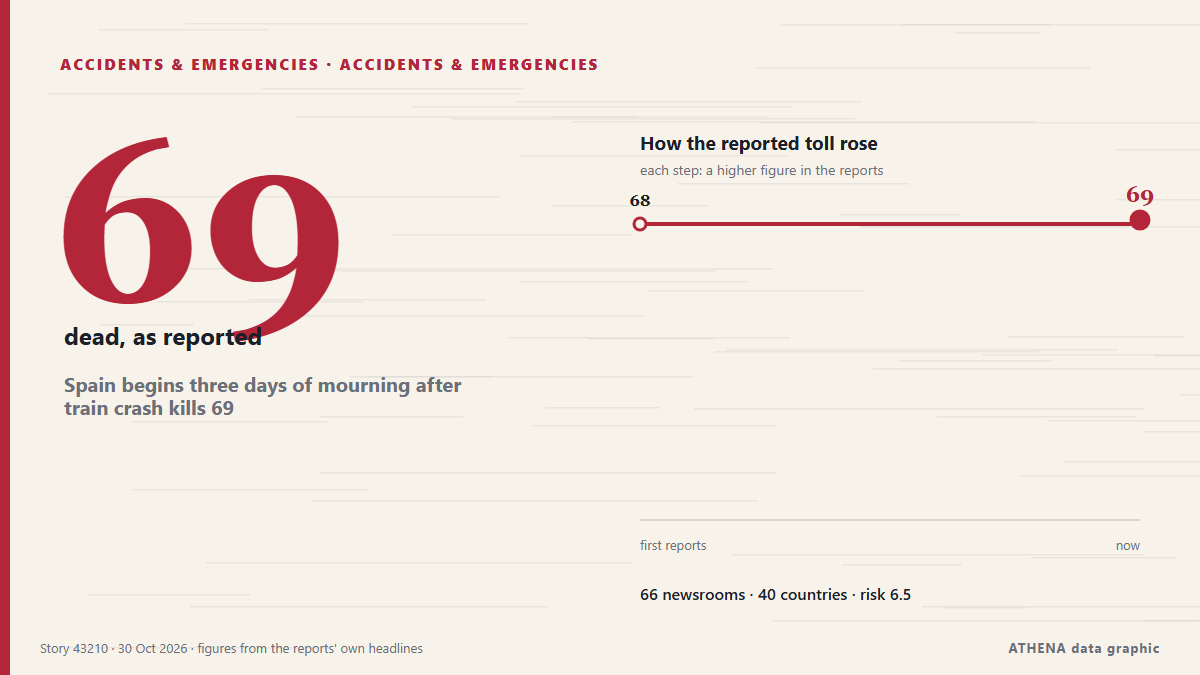 ACCIDENTS & EMERGENCIES · ACCIDENTS & EMERGENCIES
69
dead, as reported
Spain begins three days of mourning after
train crash kills 69
How the reported toll rose
each step: a higher figure in the reports
68
69
first reports
now
66 newsrooms · 40 countries · risk 6.5
Story 43210 · 30 Oct 2026 · figures from the reports' own headlines
ATHENA data graphic